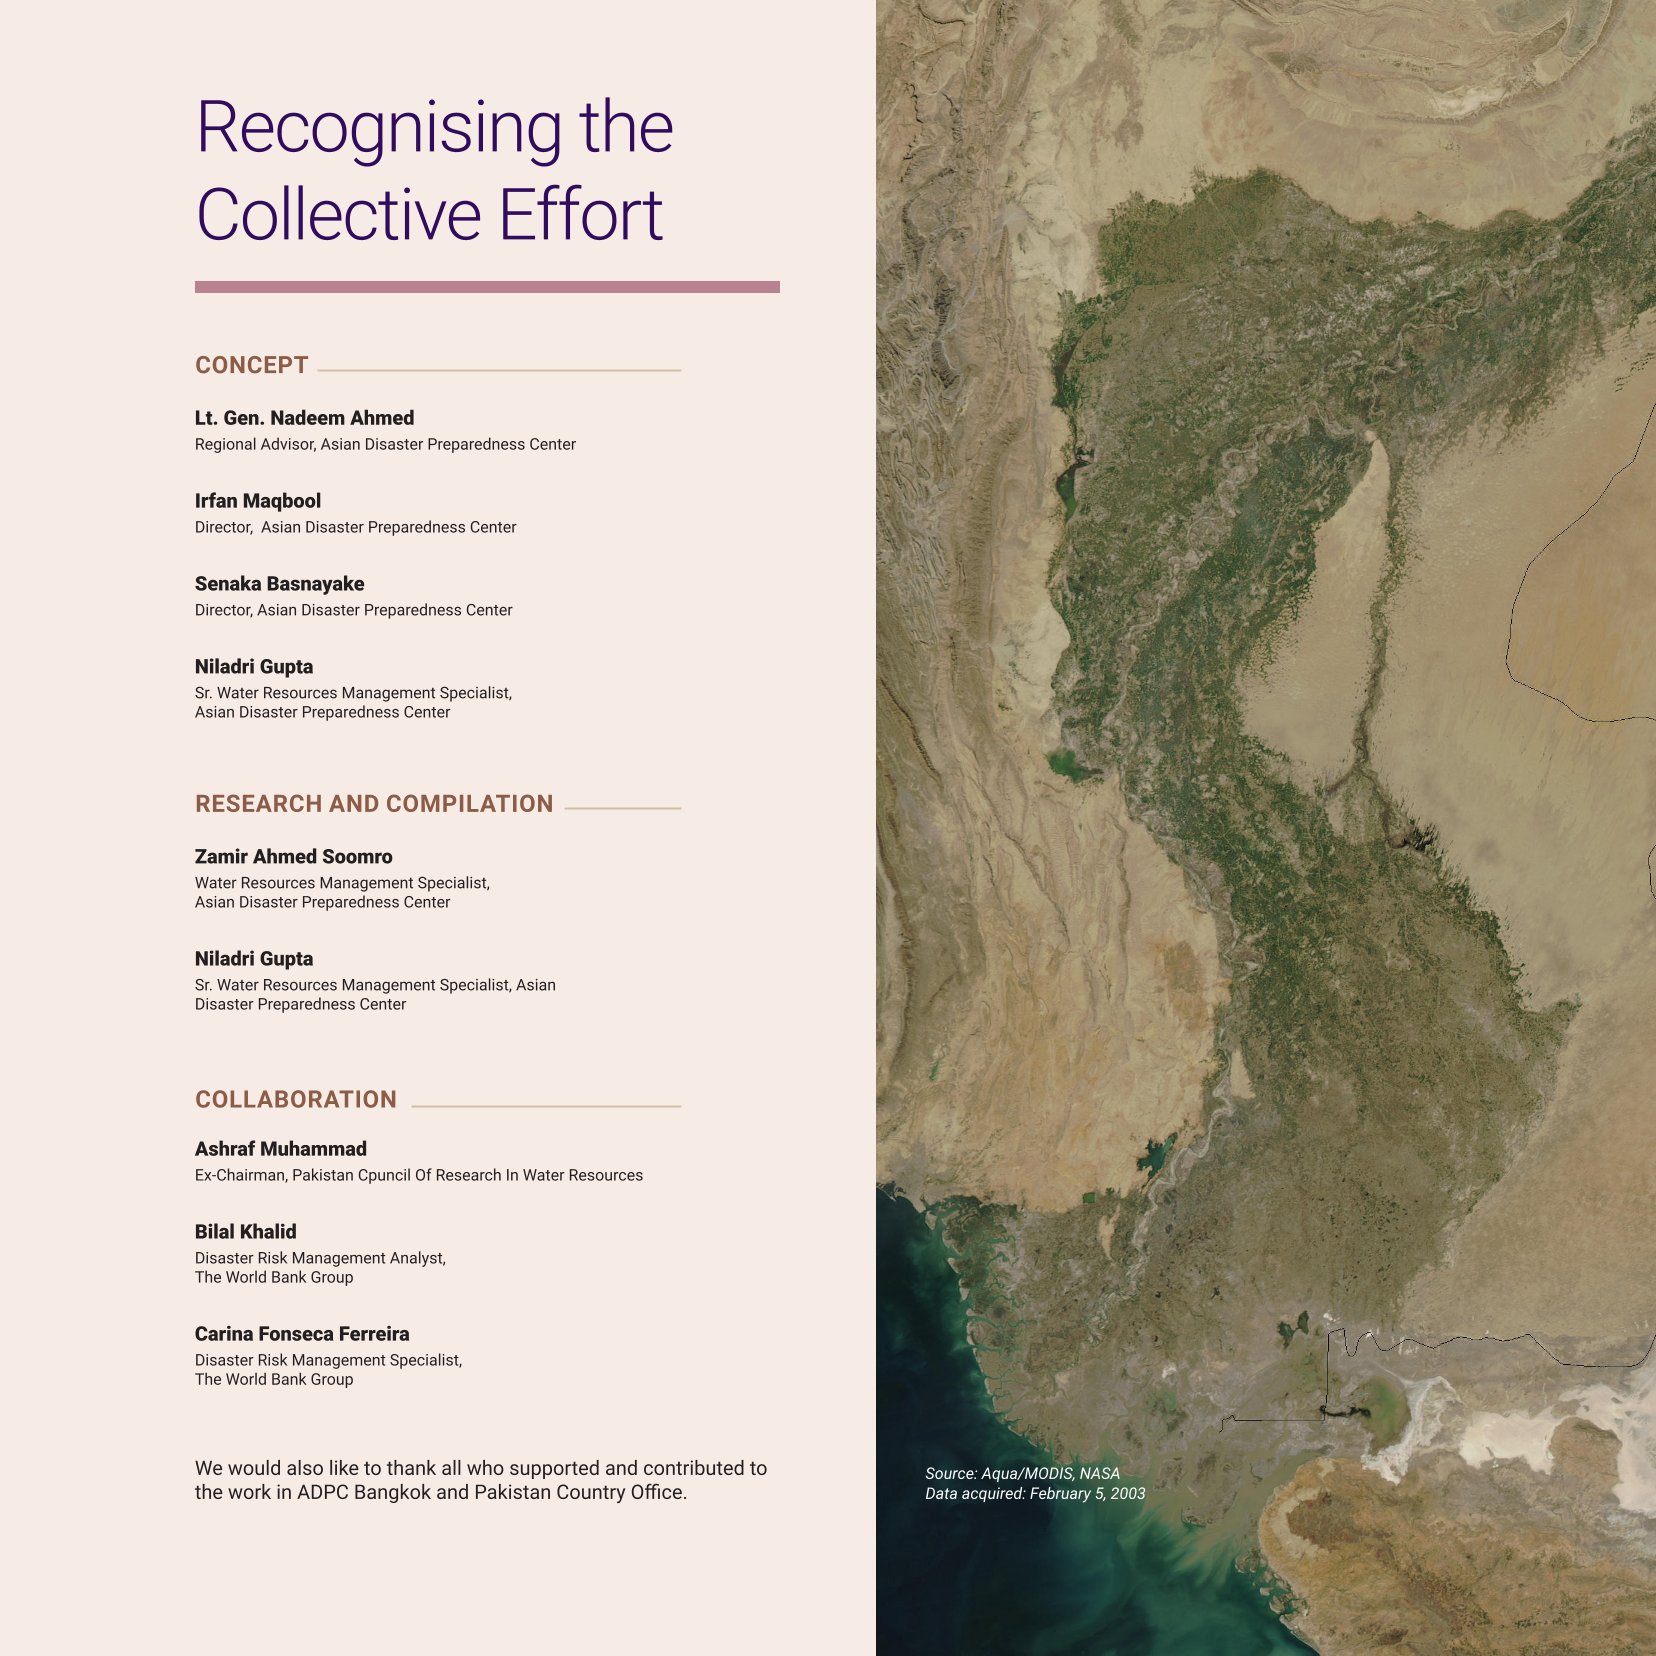 Recognising the
Collective Effort
CONCEPT
Lt. Gen. Nadeem Ahmed
Regional Advisor, Asian Disaster Preparedness Center
Irfan Maqbool
Director,  Asian Disaster Preparedness Center
Senaka Basnayake
Director, Asian Disaster Preparedness Center
Niladri Gupta
Sr. Water Resources Management Specialist,
Asian Disaster Preparedness Center
RESEARCH AND COMPILATION
Zamir Ahmed Soomro
Water Resources Management Specialist,
Asian Disaster Preparedness Center
Niladri Gupta
Sr. Water Resources Management Specialist, Asian
Disaster Preparedness Center
COLLABORATION
Ashraf Muhammad
Ex-Chairman, Pakistan Cpuncil Of Research In Water Resources
Bilal Khalid
Disaster Risk Management Analyst,
The World Bank Group
Carina Fonseca Ferreira
Disaster Risk Management Specialist,
The World Bank Group
We would also like to thank all who supported and contributed to
the work in ADPC Bangkok and Pakistan Country Office.
Source: Aqua/MODIS, NASA
Data acquired: February 5, 2003